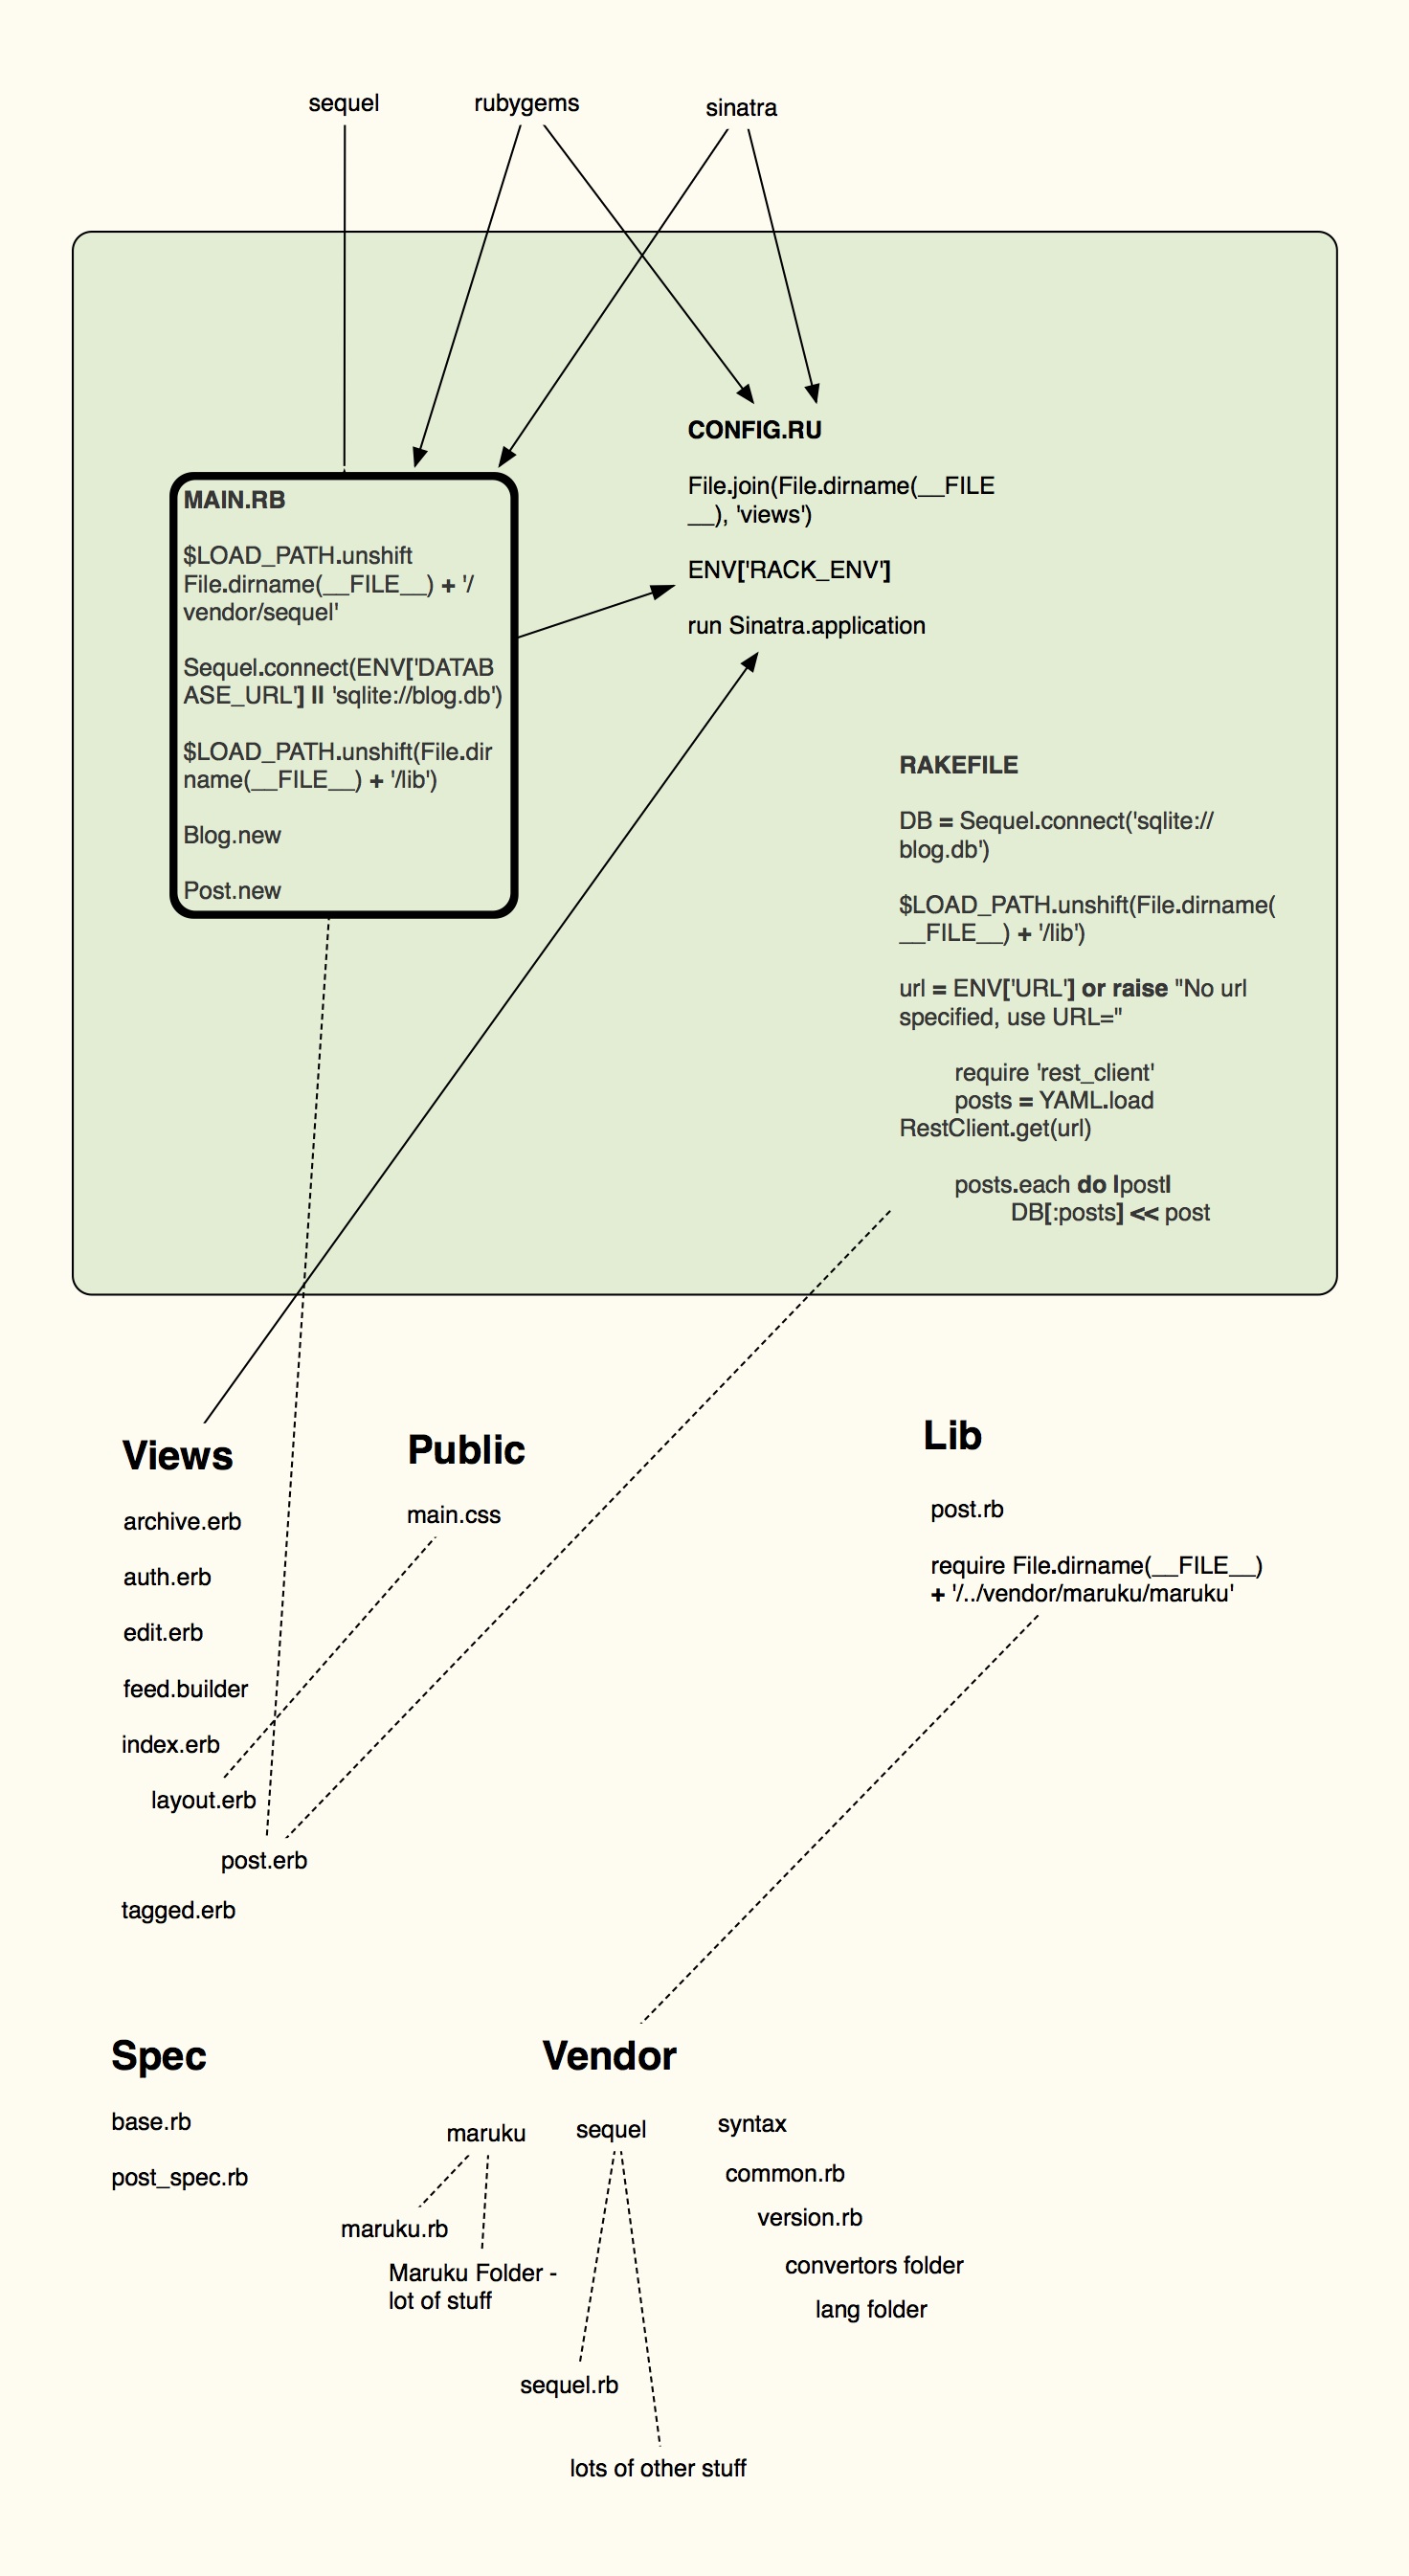 sequel
rubygems
sinatra
CONFIG.RU
File.join(File.dirname(__FILE
__), 'views')
ENV['RACK_ENV']
run Sinatra.application
MAIN.RB
$LOAD_PATH.unshift
File.dirname(__FILE__) + '/
vendor/sequel'
Sequel.connect(ENV['DATAB
ASE_URL'] || 'sqlite://blog.db')
$LOAD_PATH.unshift(File.dir
name(__FILE__) + '/lib')
Blog.new
Post.new
RAKEFILE
DB = Sequel.connect('sqlite://
blog.db')
$LOAD_PATH.unshift(File.dirname(
__FILE__) + '/lib')
url = ENV['URL'] or raise "No url
specified, use URL="
require 'rest_client'
posts = YAML.load
RestClient.get(url)
posts.each do |post|
DB[:posts] << post
Views
archive.erb
auth.erb
edit.erb
feed.builder
index.erb
layout.erb
post.erb
tagged.erb
Public
main.css
Lib
post.rb
require File.dirname(__FILE__)
+ '/../vendor/maruku/maruku'
Spec
base.rb
post_spec.rb
Vendor
maruku
maruku.rb
Maruku Folder -
lot of stuff
sequel
sequel.rb
lots of other stuff
syntax
common.rb
version.rb
convertors folder
lang folder